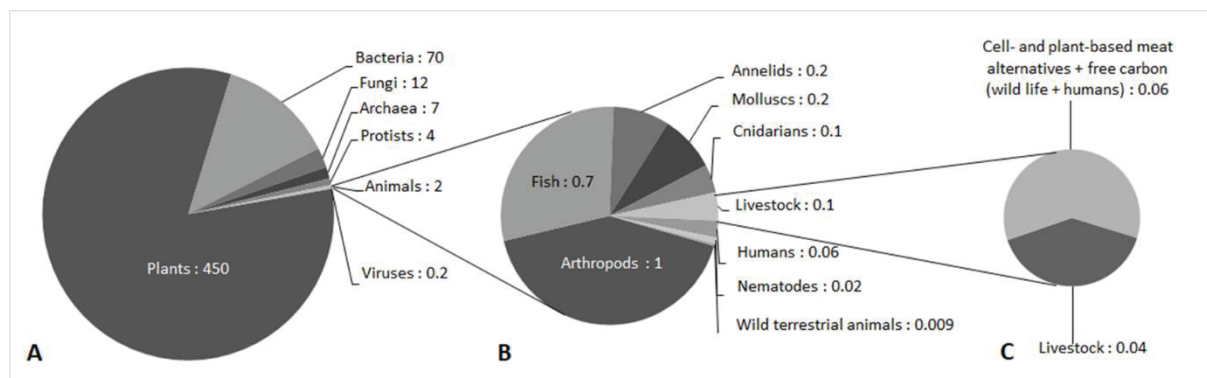 Bacteria : 70
Fungi : 12
Archaea : 7
Protists : 4
Animals : 2
Viruses : 0.2
Plants : 450
A
Annelids : 0.2
Molluscs : 0.2
Cnidarians : 0.1
Fish : 0.7
Livestock : 0.1
Humans : 0.06
Nematodes : 0.02
Wild terrestrial animals : 0.009
Arthropods : 1
B
Cell- and plant-based meat
alternatives + free carbon
(wild life + humans) : 0.06
Livestock : 0.04
C